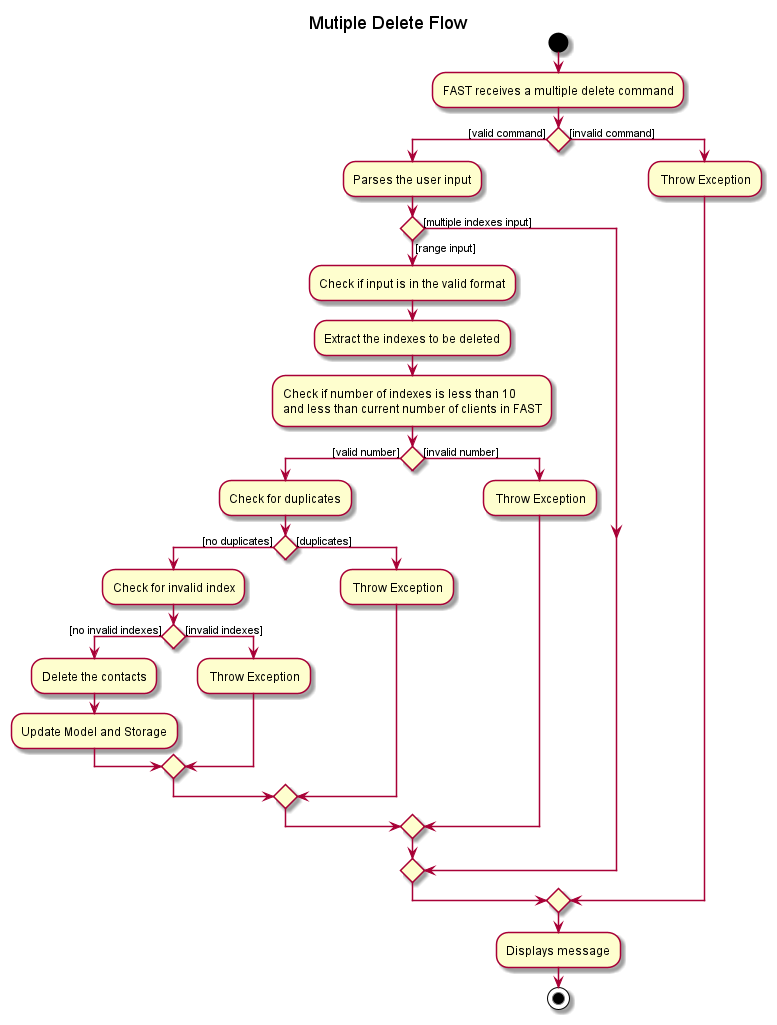 Mutiple Delete Flow
FAST receives a multiple delete command
[valid command]
[invalid command]
Parses the user input
Throw Exception
[multiple indexes input]
[range input]
Check if input is in the valid format
Extract the indexes to be deleted
Check if number of indexes is less than 10
and less than current number of clients in FAST
[valid number]
[invalid number]
Check for duplicates
Throw Exception
[no duplicates]
[duplicates]
Check for invalid index
Throw Exception
[no invalid indexes]
[invalid indexes]
Delete the contacts
Throw Exception
Update Model and Storage
Displays message